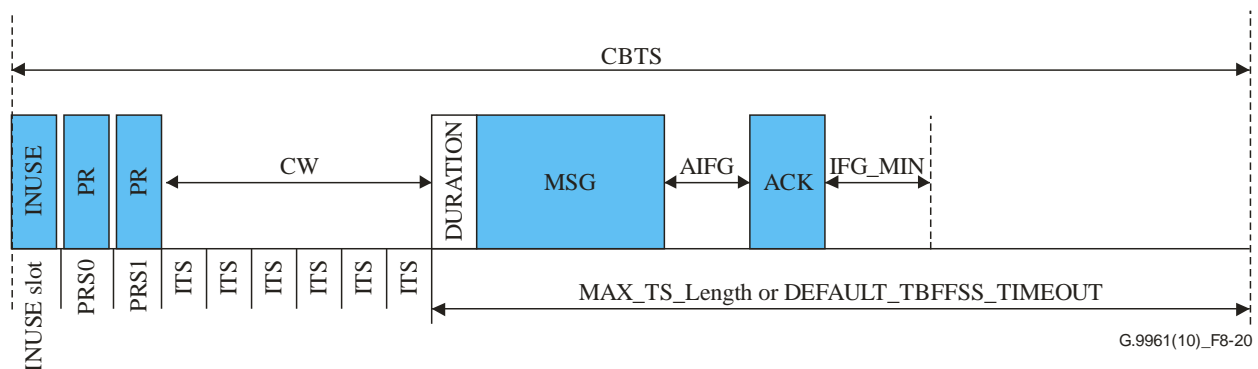 CBTS
INUSE
PR
PR
CW
DURATION
MSG
AIFG
ACK
IFG_MIN
INUSE slot
PRS0
PRS1
ITS
ITS
ITS
ITS
ITS
ITS
MAX_TS_Length or DEFAULT_TBFFSS_TIMEOUT
G.9961(10)_F8-20